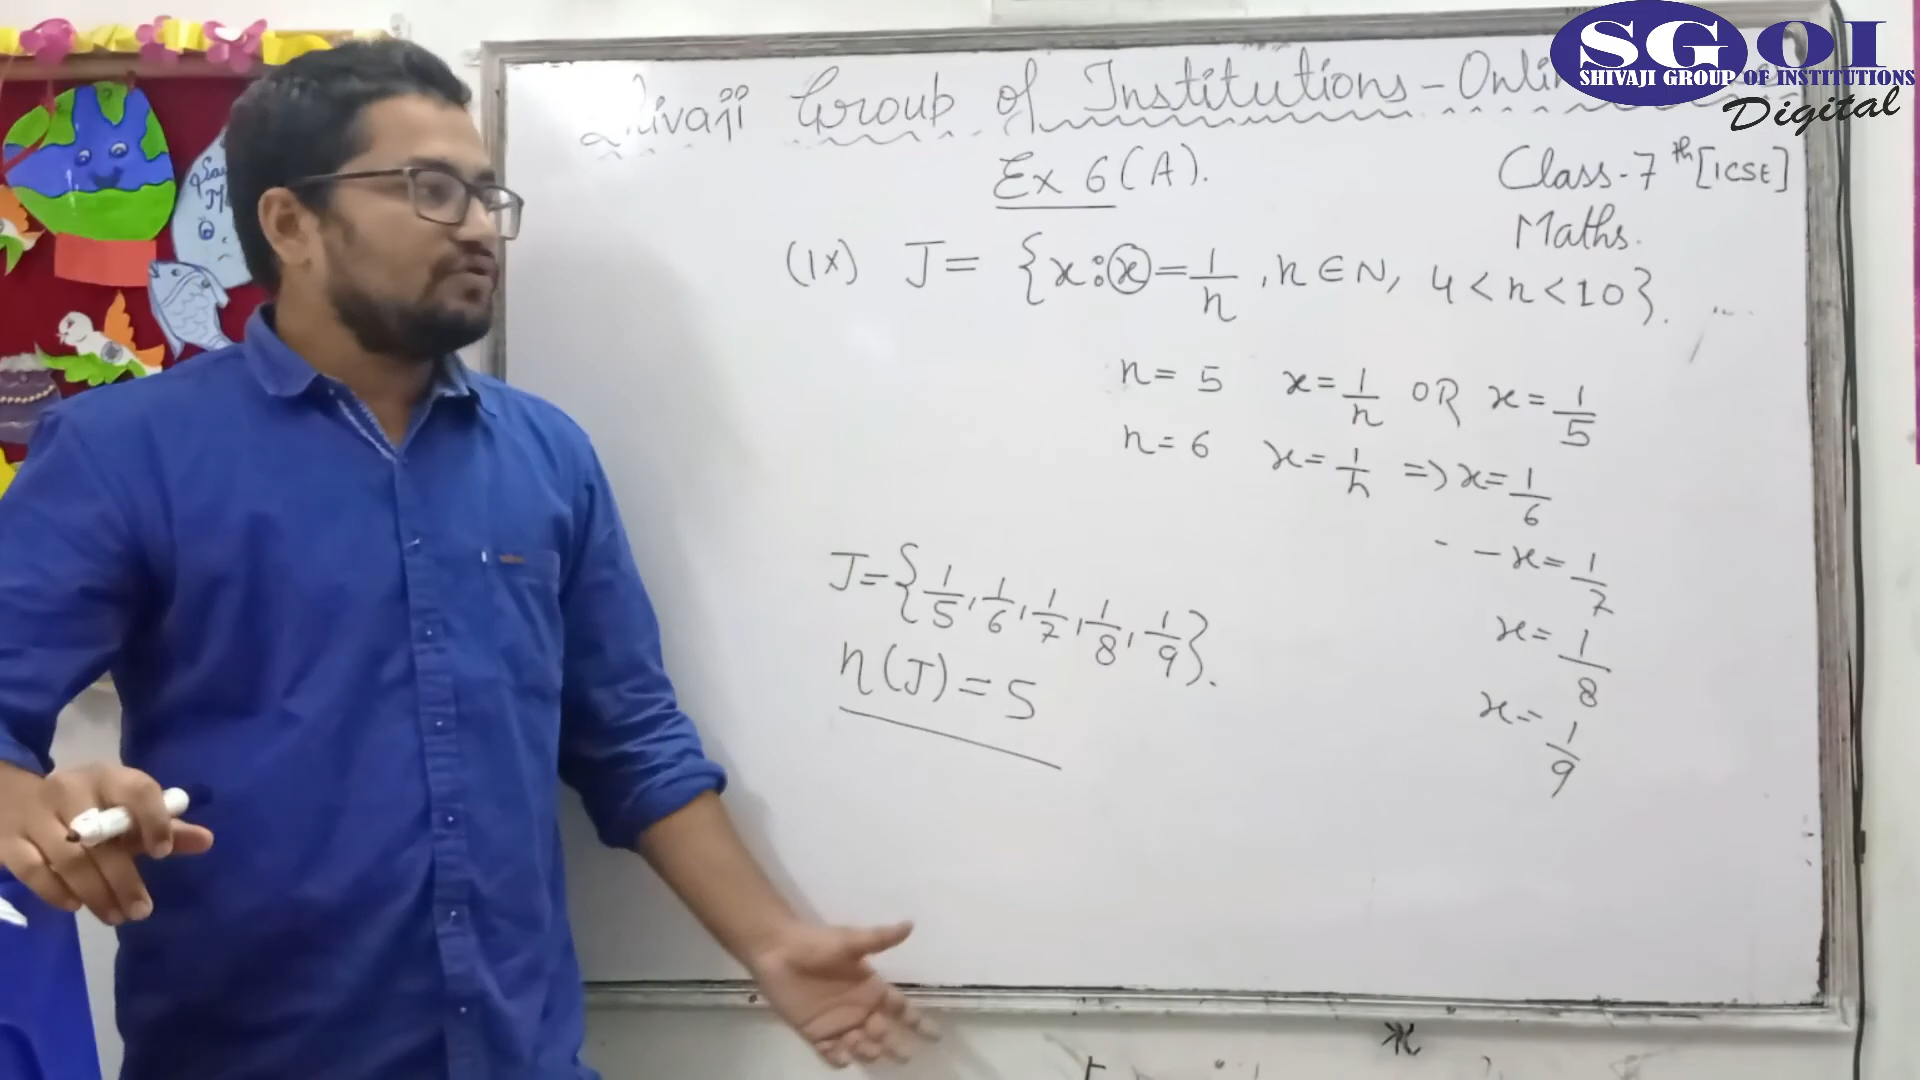 SGOI
SHIVAJI GROUP OF INSTITUTIONS
Digital
Group of Institutions - Onli
Ex 6(A).
Class-7th [ICSE]
Maths.
(ix) J = {x : x = 1/n, n ∈ N, 4 < n < 10}.
n = 5 x = 1/n OR x = 1/5
n = 6 x = 1/n => x = 1/6
- - x = 1/7
x = 1/8
x = 1/9
J = {1/5, 1/6, 1/7, 1/8, 1/9}.
n(J) = 5